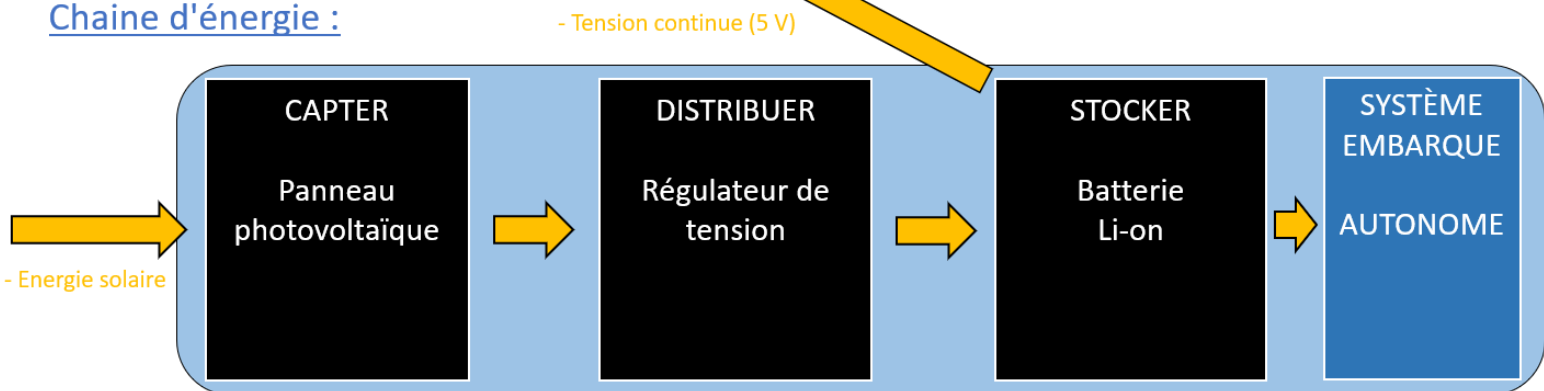 Chaine d'énergie :
- Tension continue (5 V)
CAPTER
Panneau
photovoltaïque
DISTRIBUER
Régulateur de
tension
STOCKER
Batterie
Li-on
SYSTÈME
EMBARQUE
AUTONOME
- Energie solaire